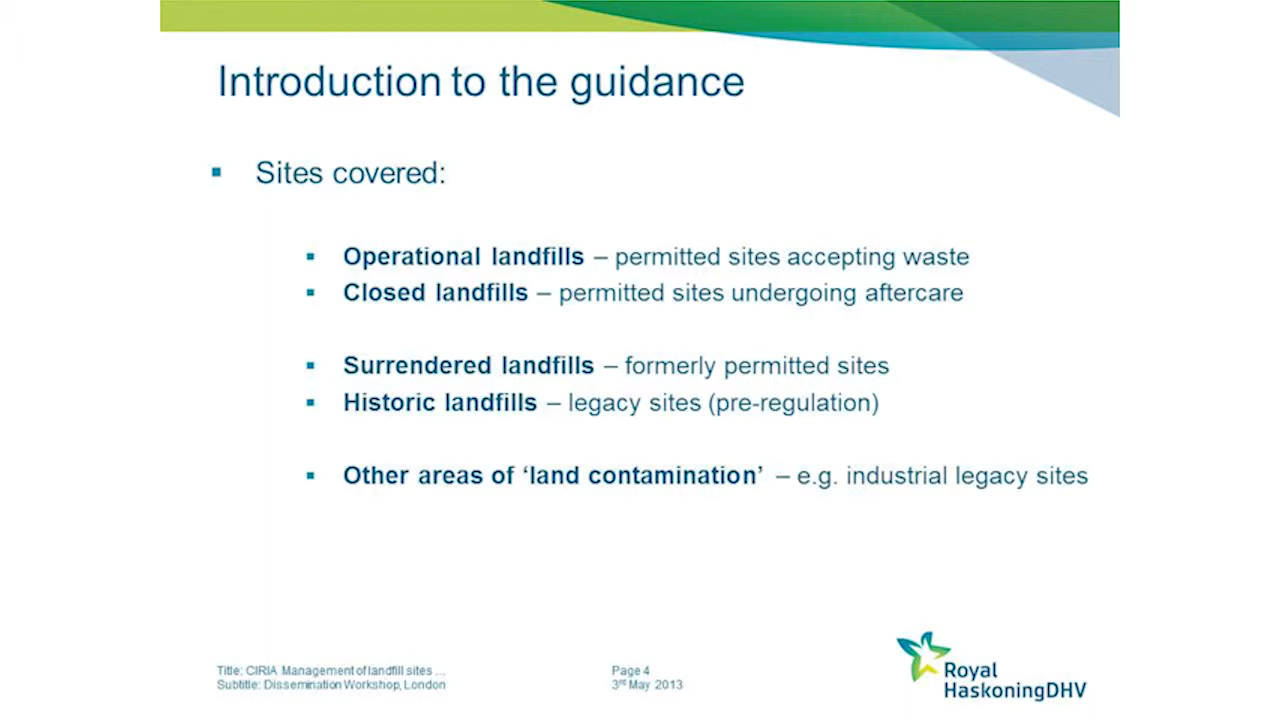 Introduction to the guidance
▪ Sites covered:
▪ Operational landfills – permitted sites accepting waste
▪ Closed landfills – permitted sites undergoing aftercare
▪ Surrendered landfills – formerly permitted sites
▪ Historic landfills – legacy sites (pre-regulation)
▪ Other areas of ‘land contamination’ – e.g. industrial legacy sites
Title: CIRIA Management of landfill sites ...
Subtitle: Dissemination Workshop, London
Page 4
3rd May 2013
Royal
HaskoningDHV